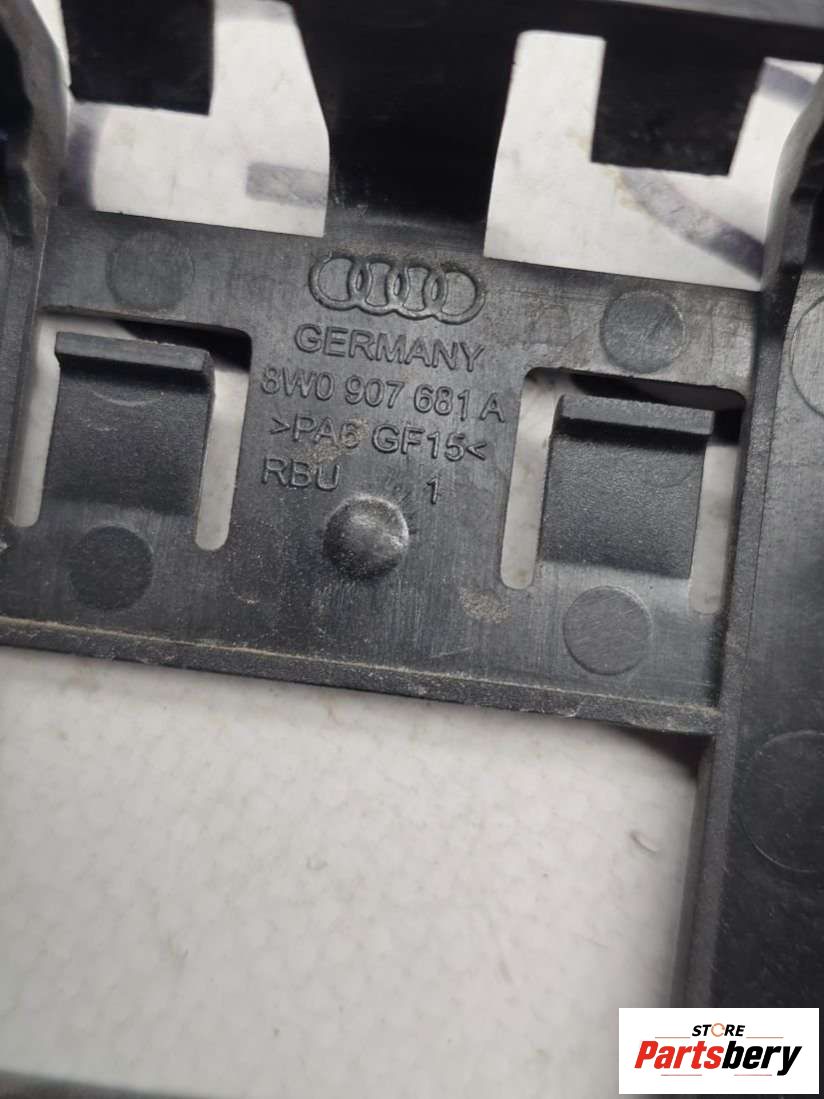 GERMANY
8W0 907 681 A
>PA6 GF15<
RBU 1
STORE
Partsbery